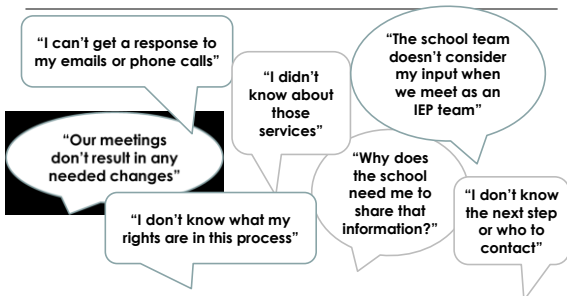 “I can’t get a response to
my emails or phone calls”
“I didn’t
know about
those
services”
“The school team
doesn’t consider
my input when
we meet as an
IEP team”
“Our meetings
don’t result in any
needed changes”
“Why does
the school
need me to
share that
information?”
“I don’t know what my
rights are in this process”
“I don’t know
the next step
or who to
contact”